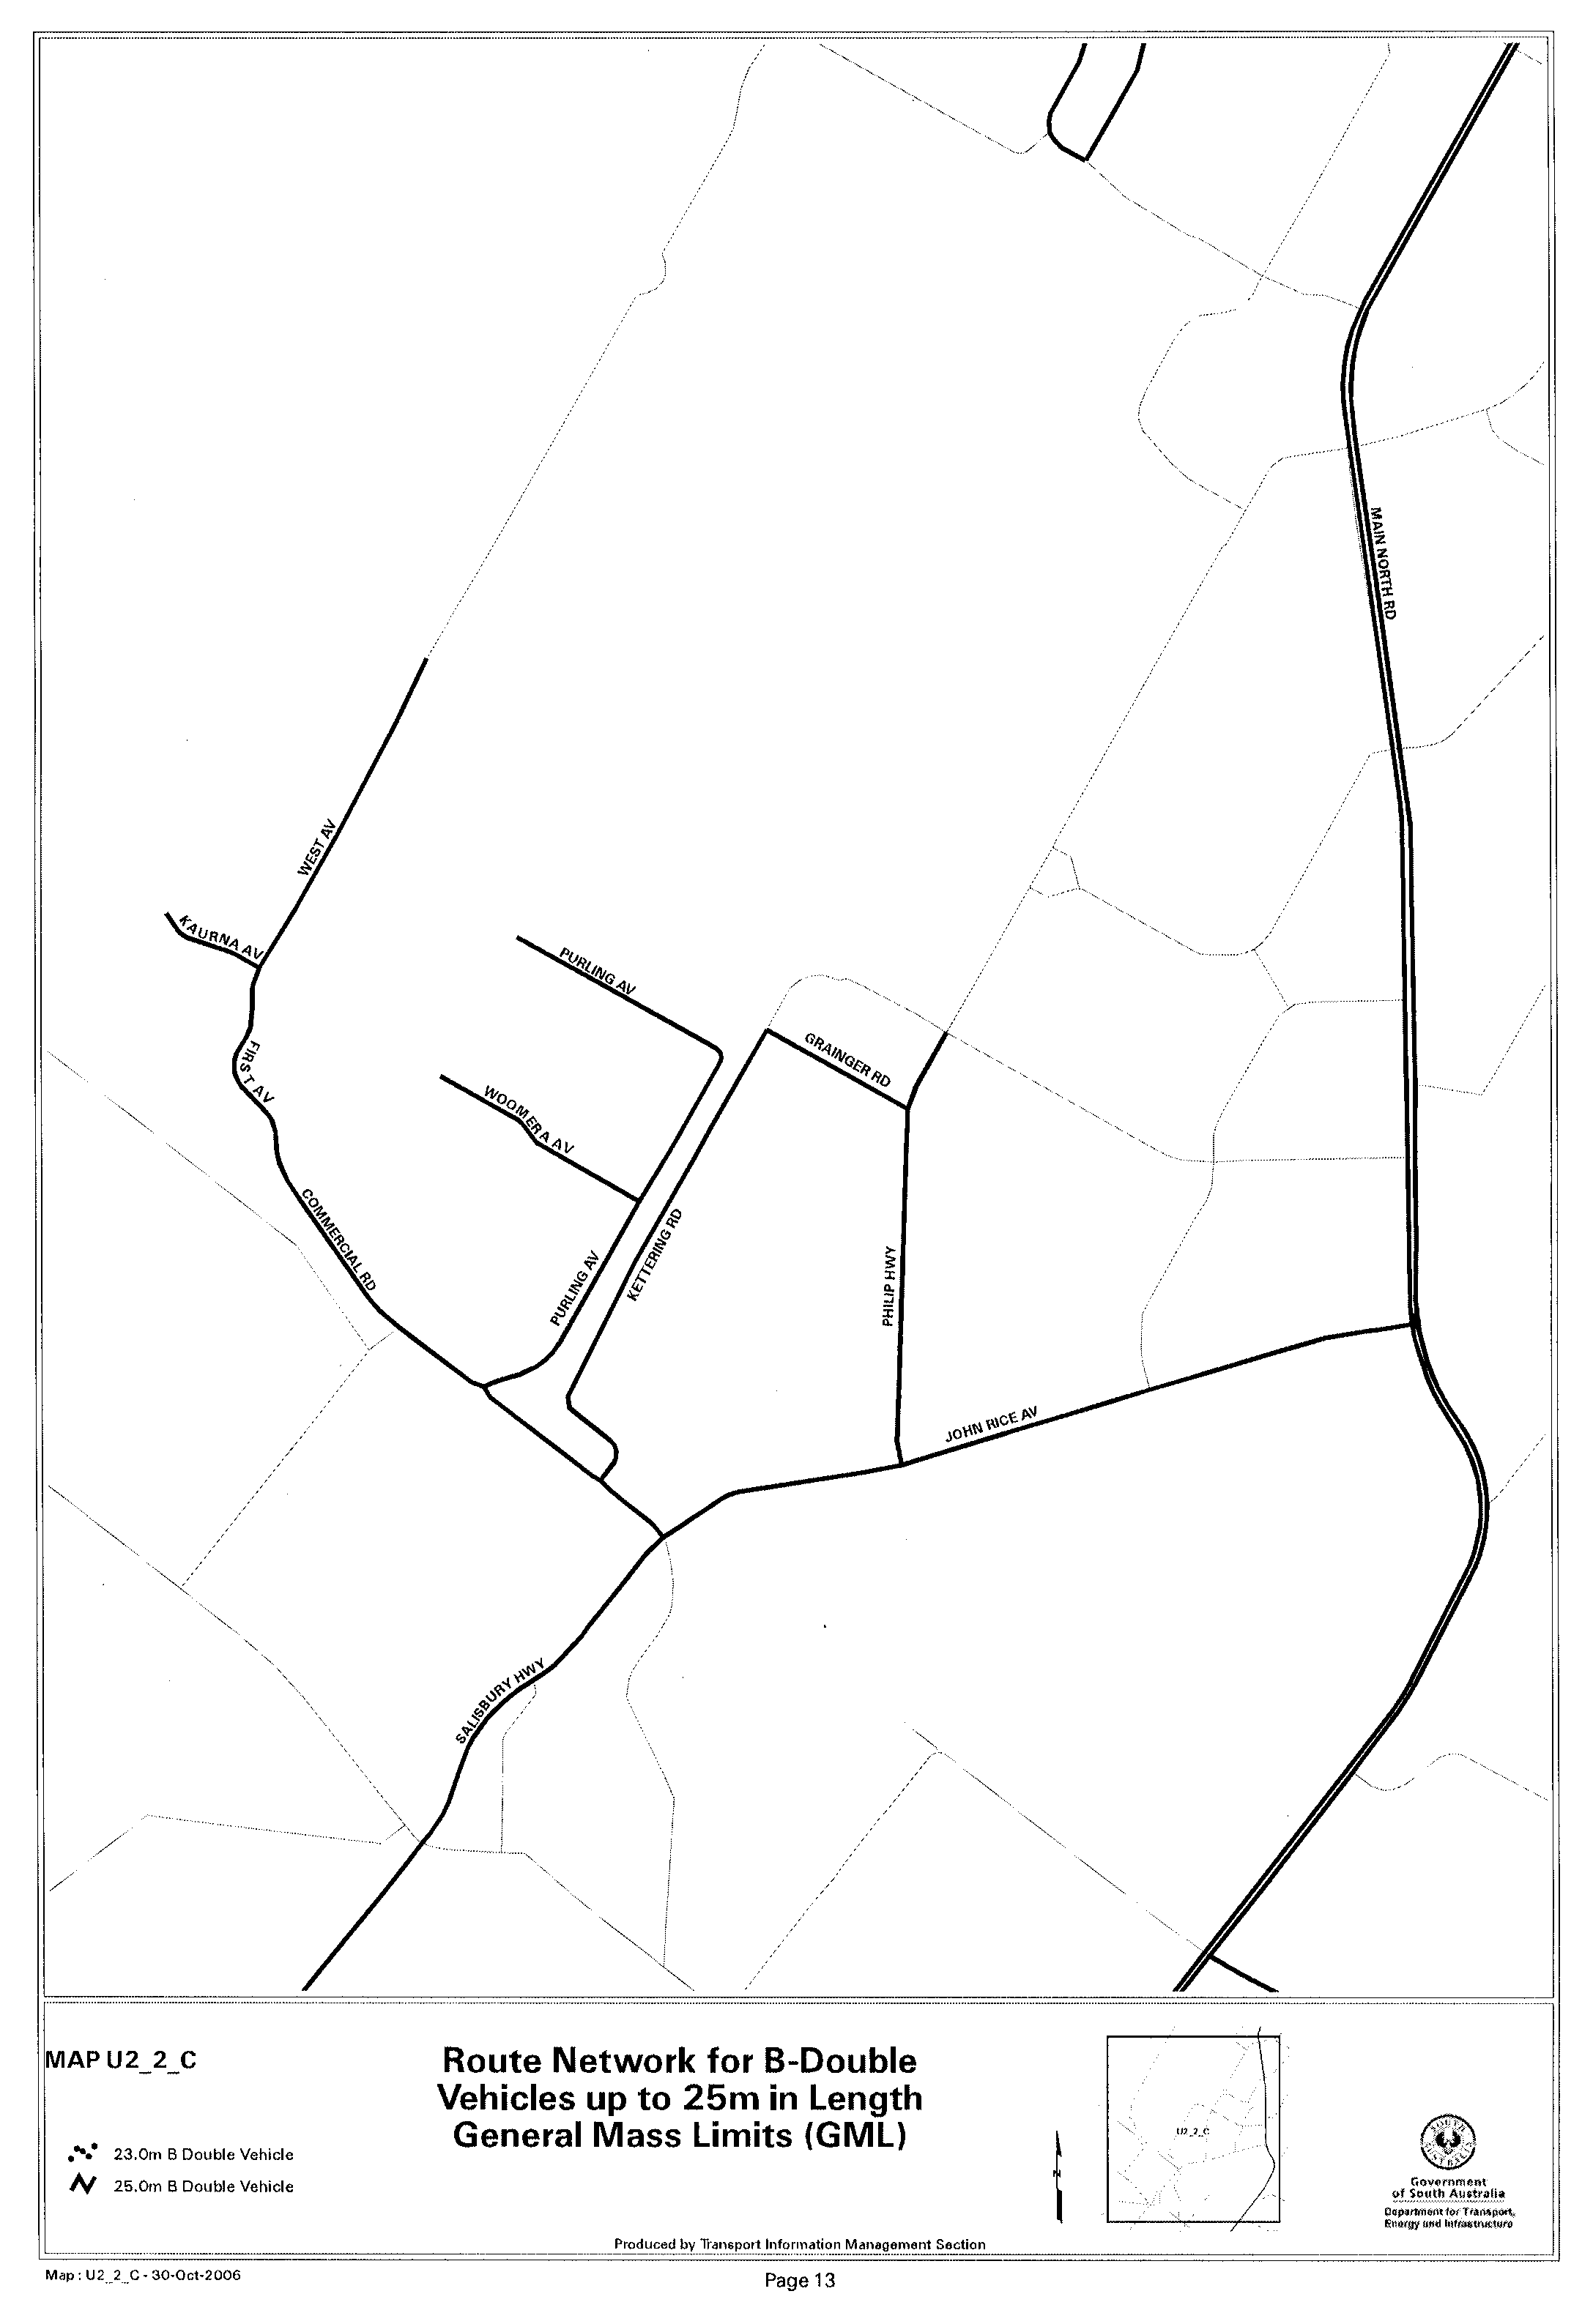 MAIN NORTH RD
WEST AV
KAURNA AV
PURLING AV
FIRST AV
GRAINGER RD
WOOMERA AV
COMMERCIAL RD
KETTERING RD
PURLING AV
PHILIP HWY
JOHN RICE AV
SALISBURY HWY
MAP U2_2_C
Route Network for B-Double
Vehicles up to 25m in Length
General Mass Limits (GML)
23.0m B Double Vehicle
25.0m B Double Vehicle
N
U2_2_C
SOUTH
AUSTRALIA
Government
of South Australia
Department for Transport,
Energy and Infrastructure
Produced by Transport Information Management Section
Map : U2_2_C - 30-Oct-2006
Page 13